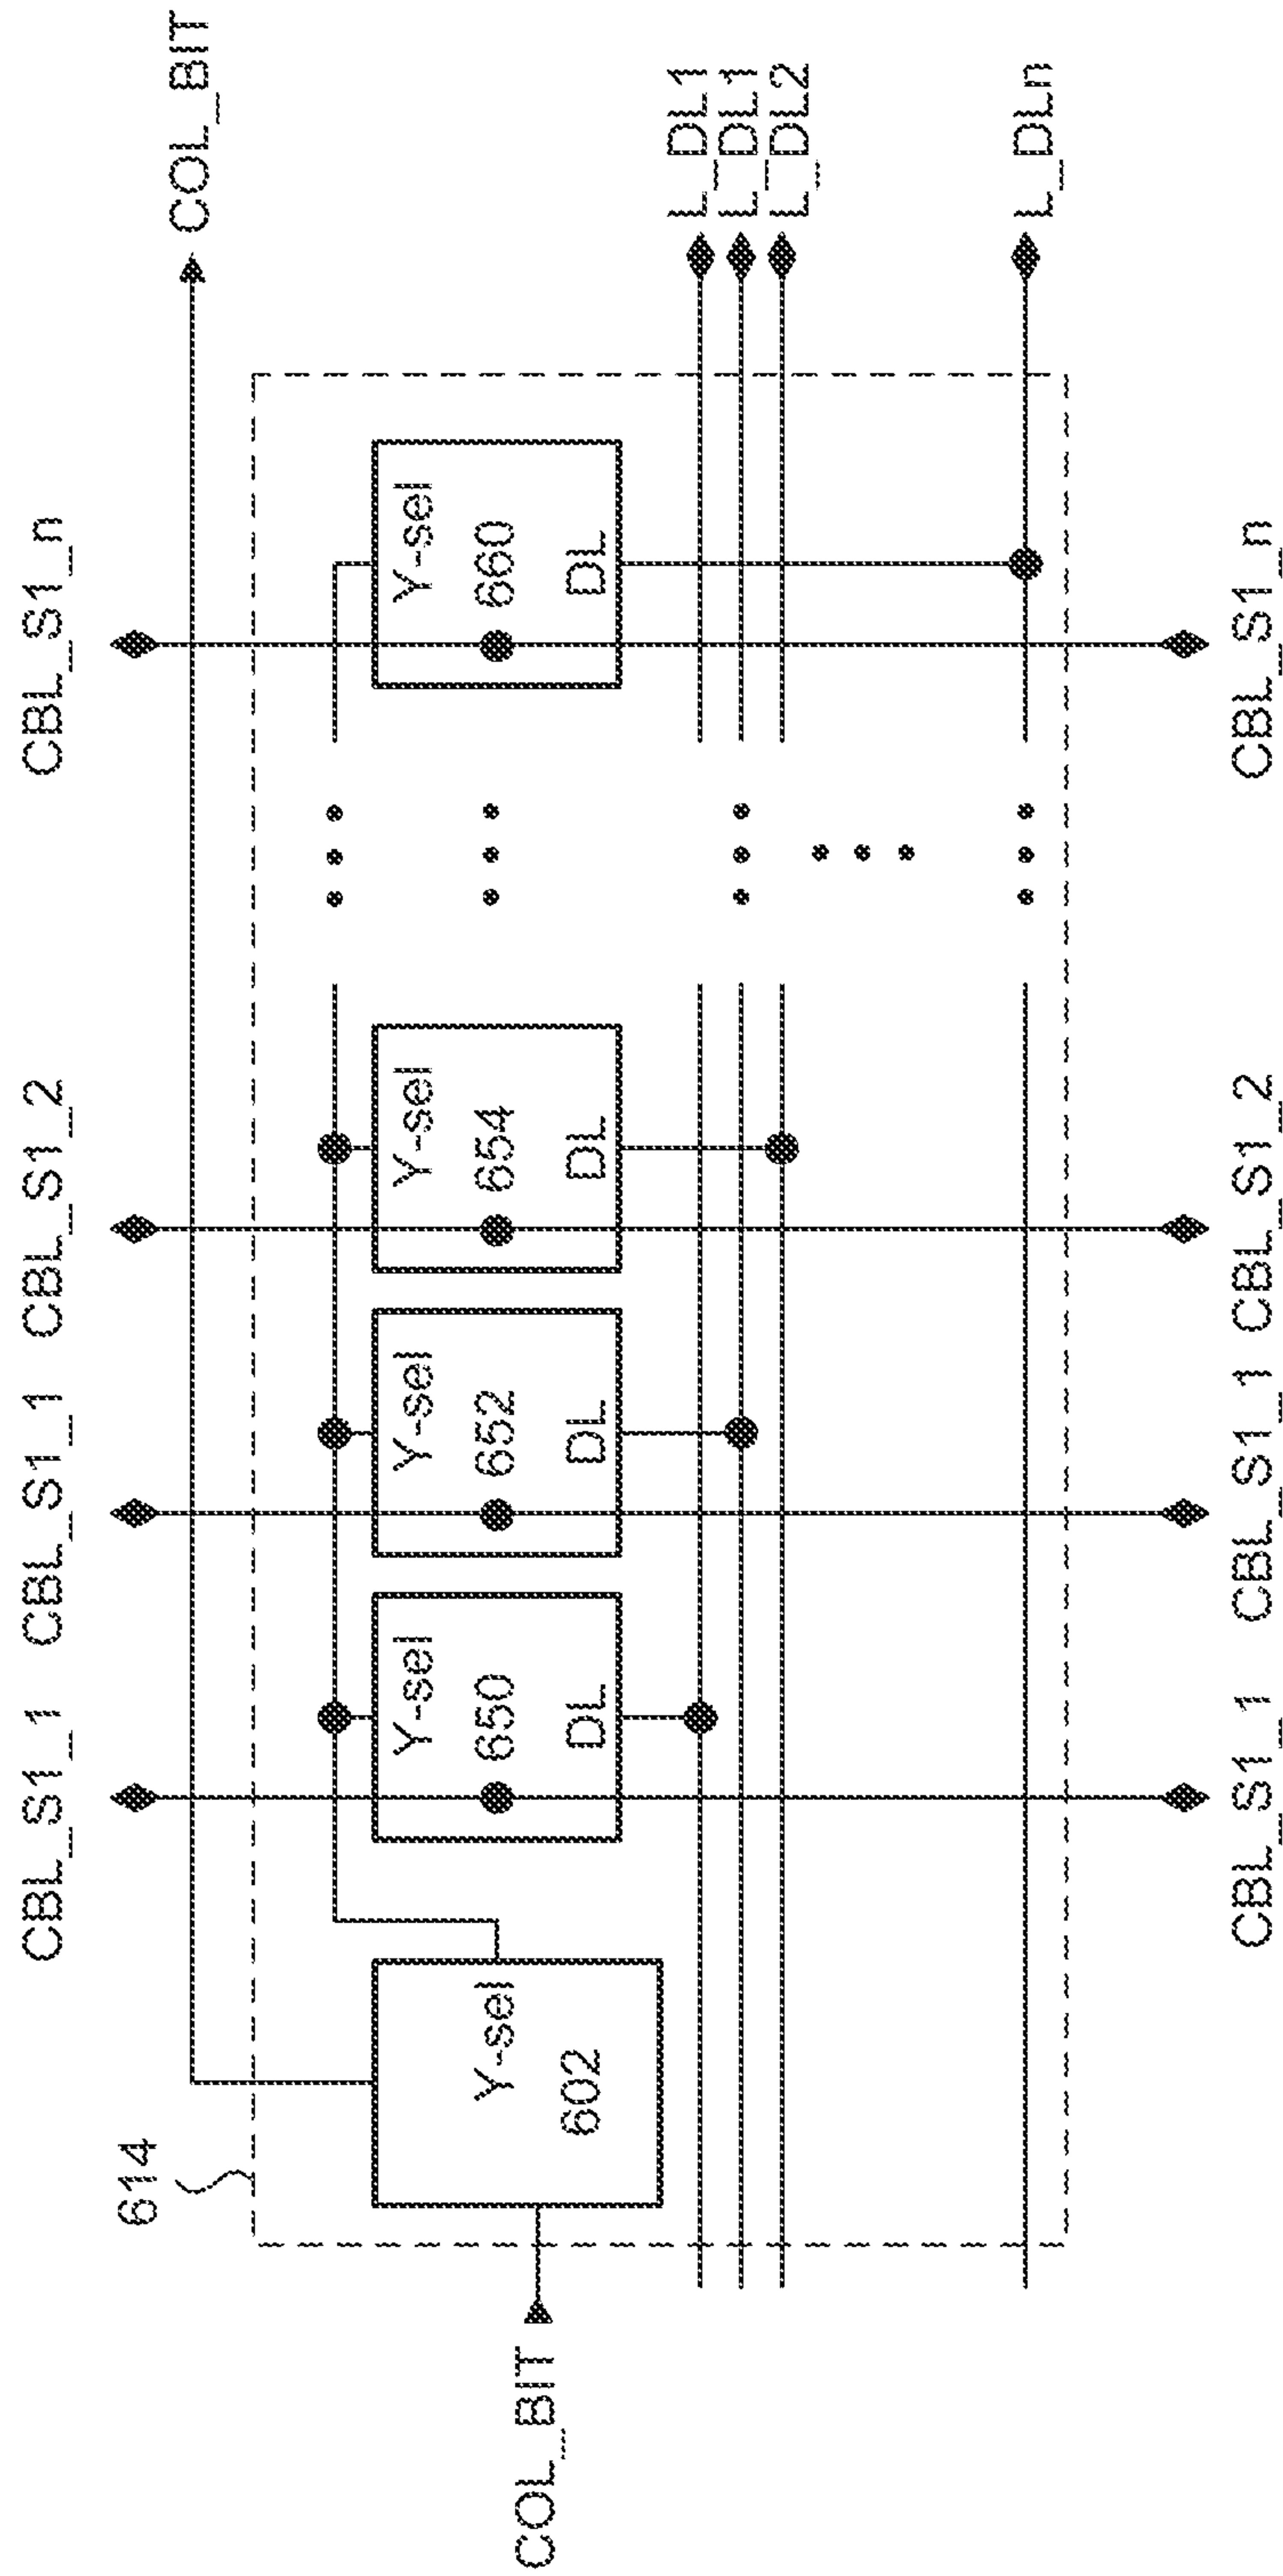 CBL_S1_1 CBL_S1_1 CBL_S1_2 CBL_S1_n
614
COL_BIT
Y-sel
602
Y-sel
650
DL
Y-sel
652
DL
Y-sel
654
DL
Y-sel
660
DL
COL_BIT
L_DL1
L_DL1
L_DL2
L_DLn
CBL_S1_1 CBL_S1_1 CBL_S1_2 CBL_S1_n